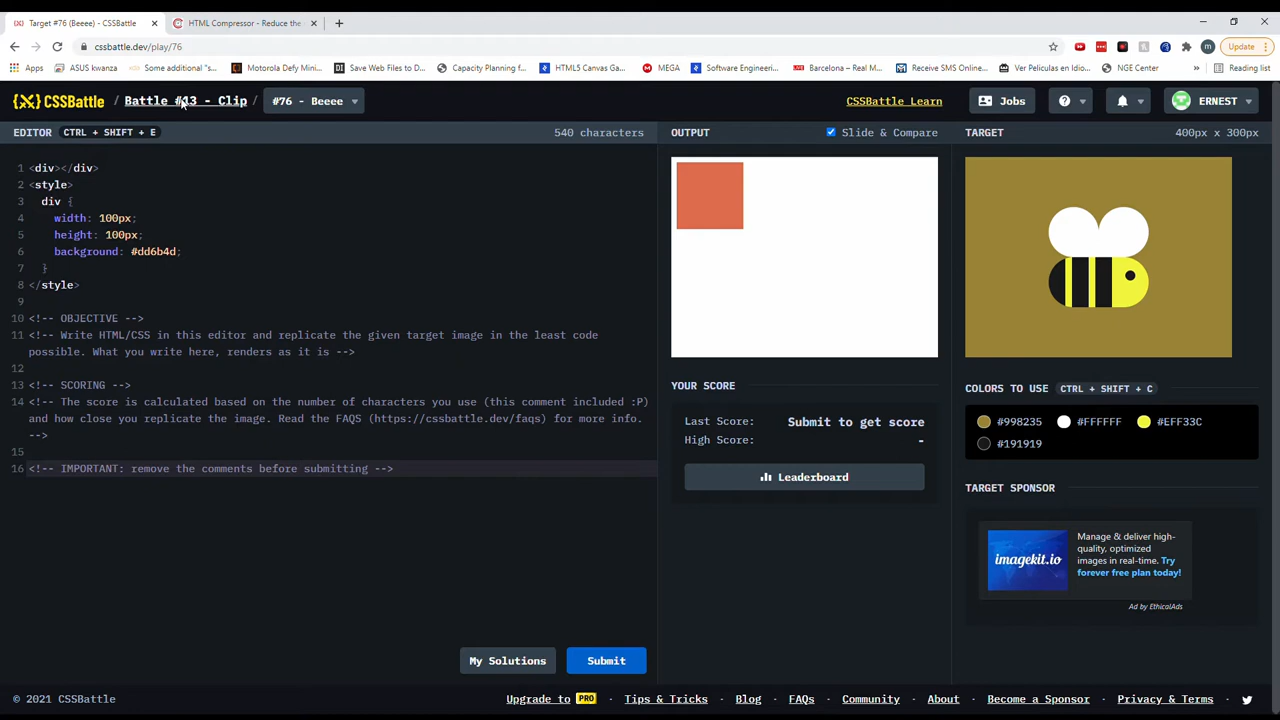 Target #76 (Beeee) - CSSBattle
HTML Compressor - Reduce the
cssbattle.dev/play/76
m
Update
Apps
ASUS kwanza
Some additional "s...
Motorola Defy Mini...
Save Web Files to D...
Capacity Planning f...
HTML5 Canvas Ga...
MEGA
Software Engineeri...
Barcelona – Real M...
Receive SMS Online...
Ver Peliculas en Idio...
NGE Center
»
Reading list
CSSBattle / Battle #13 - Clip / #76 - Beeee
CSSBattle Learn
Jobs
ERNEST
EDITOR CTRL + SHIFT + E 540 characters
OUTPUT Slide & Compare
TARGET 400px x 300px
1 <div></div>
2 <style>
3 div {
4 width: 100px;
5 height: 100px;
6 background: #dd6b4d;
7 }
8 </style>
9
10 <!-- OBJECTIVE -->
11 <!-- Write HTML/CSS in this editor and replicate the given target image in the least code
possible. What you write here, renders as it is -->
12
13 <!-- SCORING -->
14 <!-- The score is calculated based on the number of characters you use (this comment included :P)
and how close you replicate the image. Read the FAQS (https://cssbattle.dev/faqs) for more info.
-->
15
16 <!-- IMPORTANT: remove the comments before submitting -->
My Solutions
Submit
YOUR SCORE
Last Score: Submit to get score
High Score: -
Leaderboard
COLORS TO USE CTRL + SHIFT + C
#998235 #FFFFFF #EFF33C
#191919
TARGET SPONSOR
imagekit.io
Manage & deliver high-
quality, optimized
images in real-time. Try
forever free plan today!
Ad by EthicalAds
© 2021 CSSBattle
Upgrade to PRO
Tips & Tricks
Blog
FAQs
Community
About
Become a Sponsor
Privacy & Terms